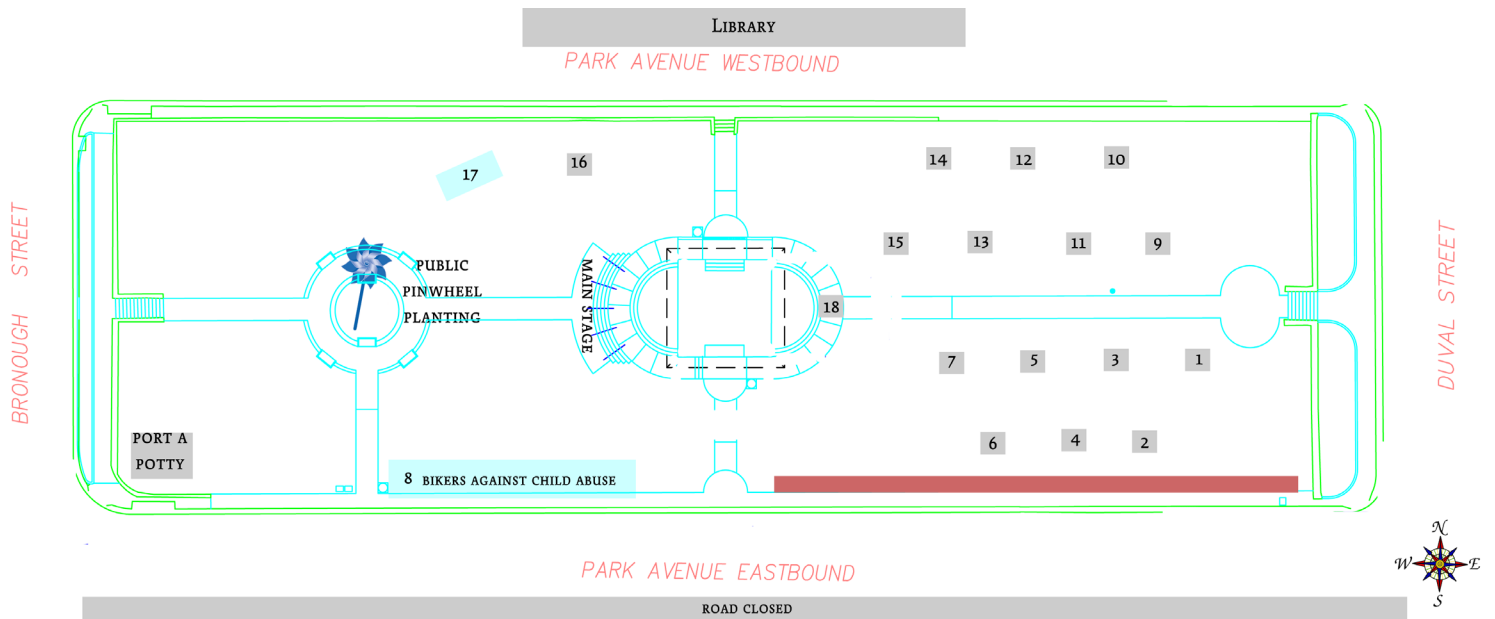 Library
PARK AVENUE WESTBOUND
14 12 10
17 16
15 13 11 9
PUBLIC
PINWHEEL
PLANTING
MAIN STAGE
18
BRONOUGH STREET
DUVAL STREET
7 5 3 1
6 4 2
PORT A
POTTY
8 BIKERS AGAINST CHILD ABUSE
PARK AVENUE EASTBOUND
N
W E
S
ROAD CLOSED